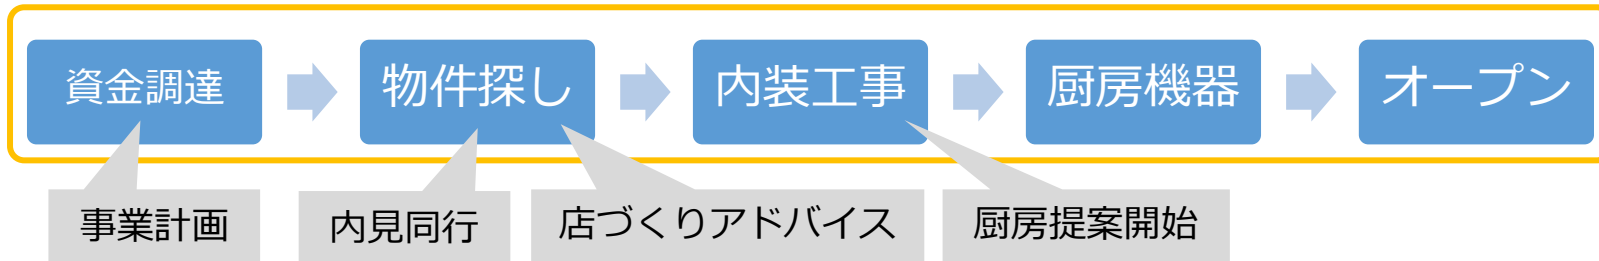 資金調達
物件探し
内装工事
厨房機器
オープン
事業計画
内見同行
店づくりアドバイス
厨房提案開始